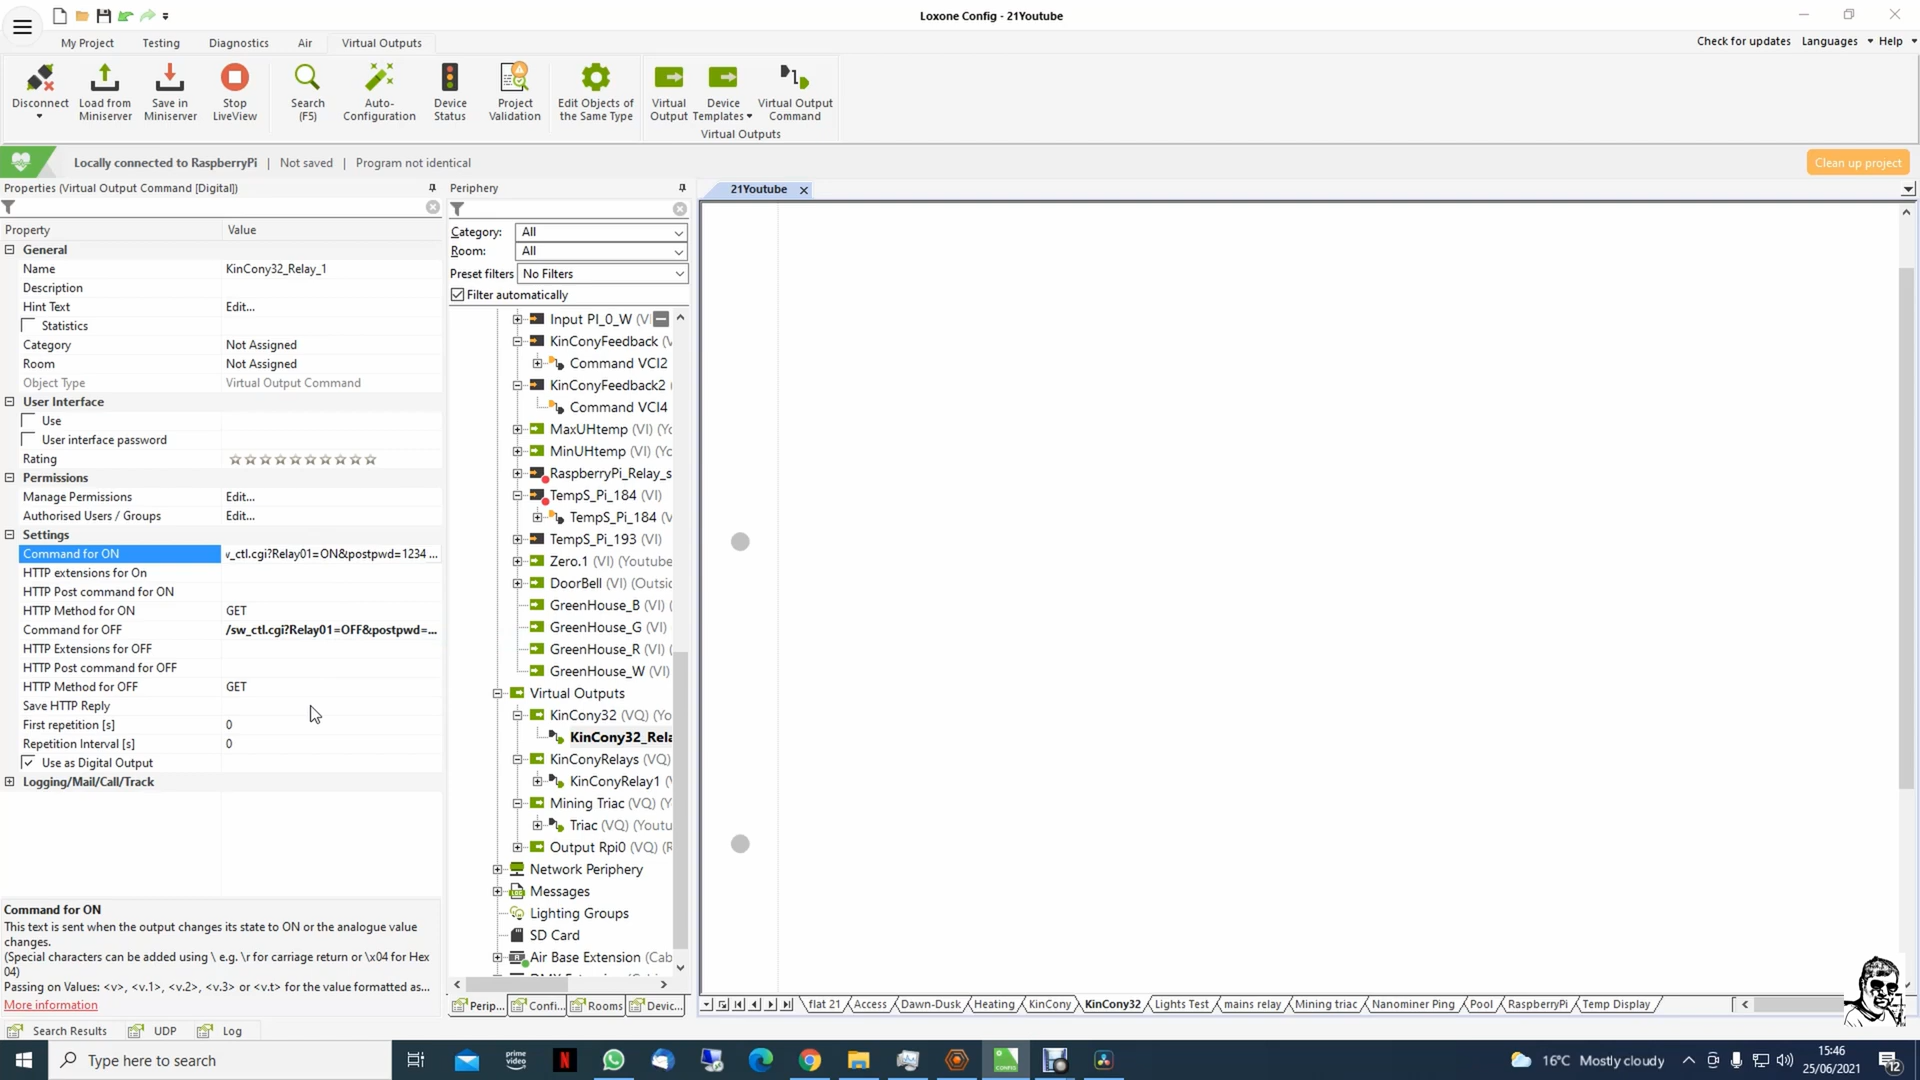 Loxone Config - 21Youtube
My Project
Testing
Diagnostics
Air
Virtual Outputs
Check for updates
Languages
Help
Disconnect
Load from Miniserver
Save in Miniserver
Stop LiveView
Search (F5)
Auto-Configuration
Device Status
Project Validation
Edit Objects of the Same Type
Virtual Output
Device Templates
Virtual Output Command
Virtual Outputs
Locally connected to RaspberryPi | Not saved | Program not identical
Clean up project
Properties (Virtual Output Command [Digital])
Property Value
General
Name KinCony32_Relay_1
Description
Hint Text Edit...
Statistics
Category Not Assigned
Room Not Assigned
Object Type Virtual Output Command
User Interface
Use
User interface password
Rating
Permissions
Manage Permissions Edit...
Authorised Users / Groups Edit...
Settings
Command for ON _ctl.cgi?Relay01=ON&postpwd=1234 ...
HTTP extensions for On
HTTP Post command for ON
HTTP Method for ON GET
Command for OFF /sw_ctl.cgi?Relay01=OFF&postpwd=...
HTTP Extensions for OFF
HTTP Post command for OFF
HTTP Method for OFF GET
Save HTTP Reply
First repetition [s] 0
Repetition Interval [s] 0
Use as Digital Output
Logging/Mail/Call/Track
Command for ON
This text is sent when the output changes its state to ON or the analogue value
changes.
(Special characters can be added using \ e.g. \r for carriage return or \x04 for Hex
04)
Passing on Values: <v>, <v.1>, <v.2>, <v.3> or <v.t> for the value formatted as...
More information
Search Results
UDP
Log
Periphery
Category: All
Room: All
Preset filters No Filters
Filter automatically
Input PI_0_W (VI
KinConyFeedback (V
Command VCI2
KinConyFeedback2
Command VCI4
MaxUHtemp (VI) (Yo
MinUHtemp (VI) (Yo
RaspberryPi_Relay_s
TempS_Pi_184 (VI)
TempS_Pi_184 (V
TempS_Pi_193 (VI)
Zero.1 (VI) (Youtube
DoorBell (VI) (Outsid
GreenHouse_B (VI) (
GreenHouse_G (VI)
GreenHouse_R (VI) (
GreenHouse_W (VI)
Virtual Outputs
KinCony32 (VQ) (Yo
KinCony32_Rela
KinConyRelays (VQ)
KinConyRelay1 (
Mining Triac (VQ) (Y
Triac (VQ) (Youtu
Output Rpi0 (VQ) (R
Network Periphery
Messages
Lighting Groups
SD Card
Air Base Extension (Cab
Perip...
Confi...
Rooms
Devic...
21Youtube
flat 21
Access
Dawn-Dusk
Heating
KinCony
KinCony32
Lights Test
mains relay
Mining triac
Nanominer Ping
Pool
RaspberryPi
Temp Display
Type here to search
prime video
N
CONFIG
16°C Mostly cloudy
15:46
25/06/2021
12